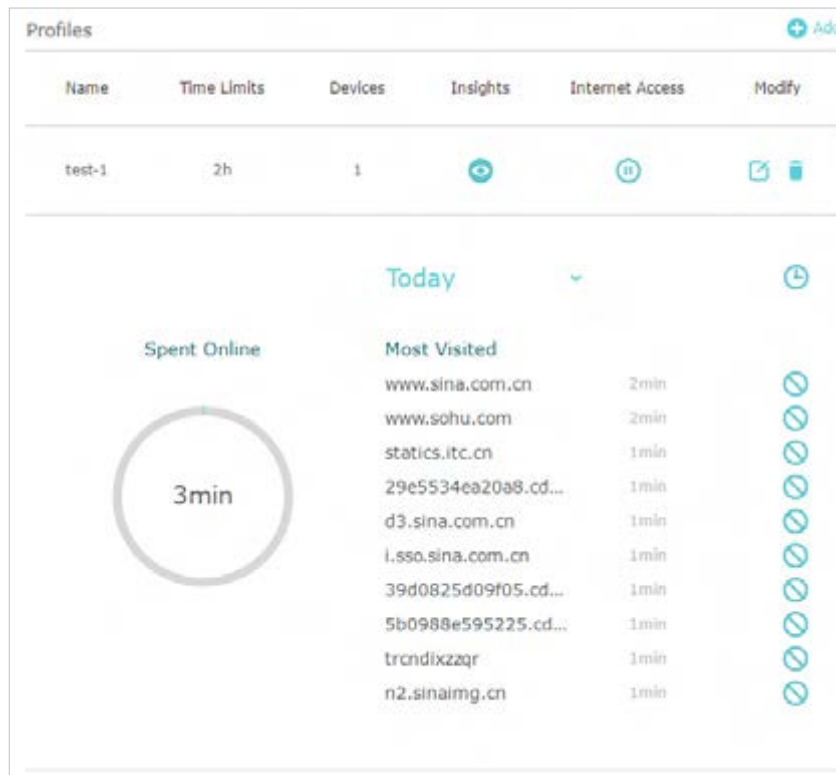 Profiles Add
Name Time Limits Devices Insights Internet Access Modify
test-1 2h 1
Today
Spent Online
3min
Most Visited
www.sina.com.cn 2min
www.sohu.com 2min
statics.itc.cn 1min
29e5534ea20a8.cd... 1min
d3.sina.com.cn 1min
i.sso.sina.com.cn 1min
39d0825d09f05.cd... 1min
5b0988e595225.cd... 1min
trcndixzzqr 1min
n2.sinaimg.cn 1min